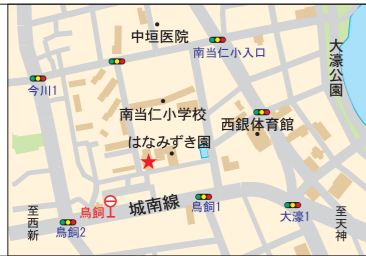 中垣医院
南当仁小入口
大濠公園
今川1
南当仁小学校
西銀体育館
はなみずき園
鳥飼
城南線
鳥飼1
大濠1
鳥飼2
至西新
至天神